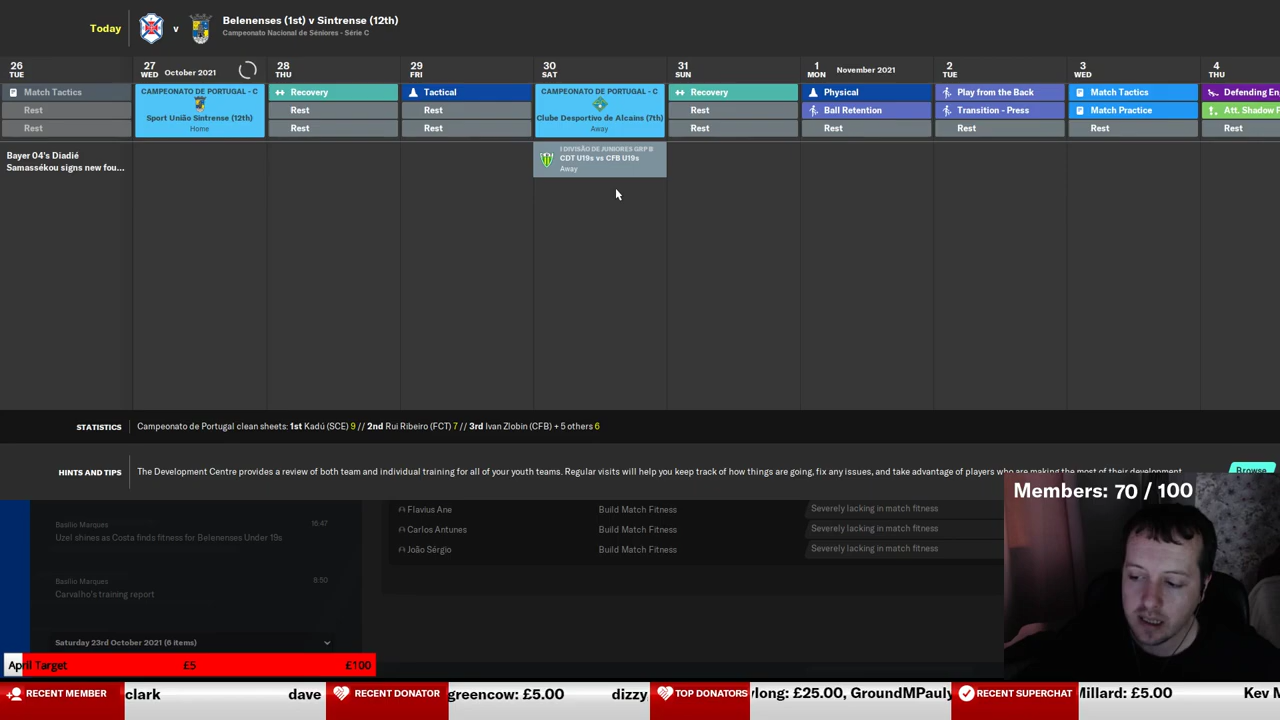 Today
v
Belenenses (1st) v Sintrense (12th)
Campeonato Nacional de Séniores - Série C
26 TUE
27 WED October 2021
28 THU
29 FRI
30 SAT
31 SUN
1 MON November 2021
2 TUE
3 WED
4 THU
Match Tactics
Rest
Rest
CAMPEONATO DE PORTUGAL - C
Sport União Sintrense (12th)
Home
Recovery
Rest
Rest
Tactical
Rest
Rest
CAMPEONATO DE PORTUGAL - C
Clube Desportivo de Alcains (7th)
Away
Recovery
Rest
Rest
Physical
Ball Retention
Rest
Play from the Back
Transition - Press
Rest
Match Tactics
Match Practice
Rest
Defending En
Att. Shadow P
Rest
Bayer 04's Diadié
Samassékou signs new fou...
I DIVISÃO DE JUNIORES GRP B
CDT U19s vs CFB U19s
Away
STATISTICS
Campeonato de Portugal clean sheets: 1st Kadú (SCE) 9 // 2nd Rui Ribeiro (FCT) 7 // 3rd Ivan Zlobin (CFB) + 5 others 6
HINTS AND TIPS
The Development Centre provides a review of both team and individual training for all of your youth teams. Regular visits will help you keep track of how things are going, fix any issues, and take advantage of players who are making the most of their development
Browse
Members: 70 / 100
Flavius Ane Build Match Fitness Severely lacking in match fitness
Carlos Antunes Build Match Fitness Severely lacking in match fitness
João Sérgio Build Match Fitness Severely lacking in match fitness
Basílio Marques 16:47
Uzel shines as Costa finds fitness for Belenenses Under 19s
Basílio Marques 8:50
Carvalho's training report
Saturday 23rd October 2021 (6 items)
April Target £5 £100
RECENT MEMBER
clark dave
RECENT DONATOR
greencow: £5.00 dizzy
TOP DONATORS
ylong: £25.00, GroundMPauly
RECENT SUPERCHAT
Millard: £5.00 Kev M